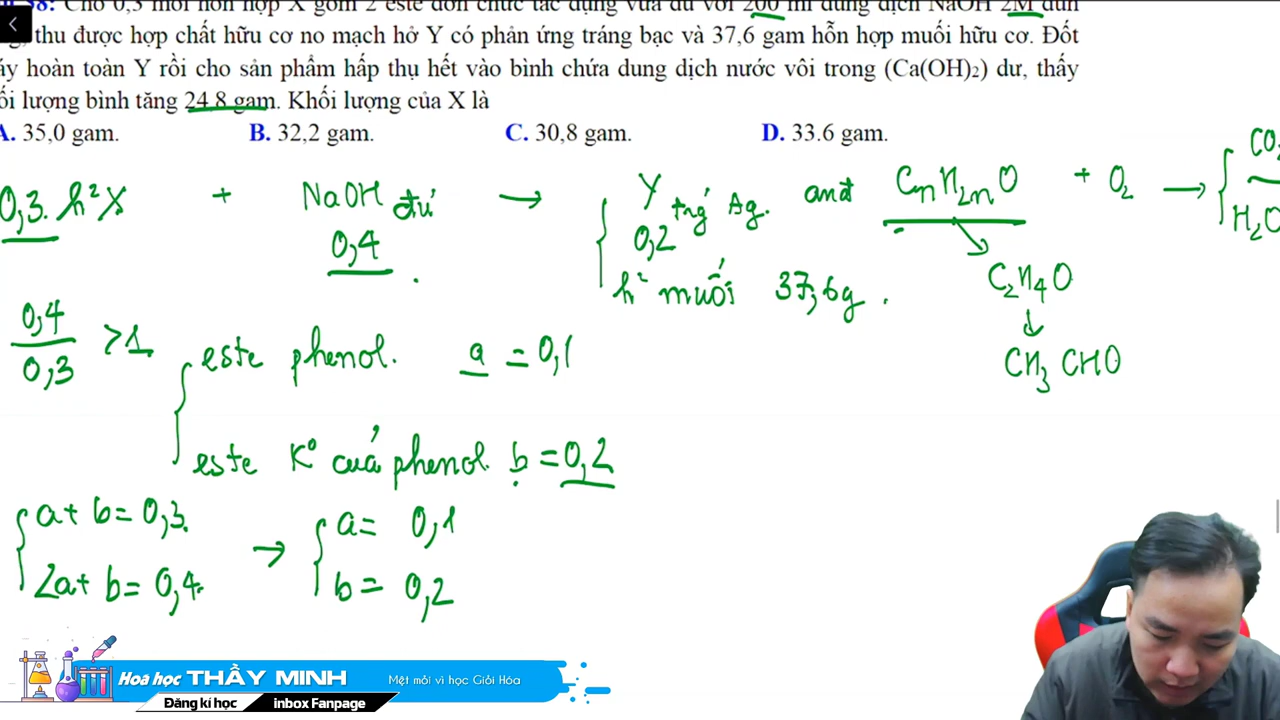 38: Cho 0,3 mol hỗn hợp X gồm 2 este đơn chức tác dụng vừa đủ với 200 ml dung dịch NaOH 2M đun
thu được hợp chất hữu cơ no mạch hở Y có phản ứng tráng bạc và 37,6 gam hỗn hợp muối hữu cơ. Đốt
áy hoàn toàn Y rồi cho sản phẩm hấp thụ hết vào bình chứa dung dịch nước vôi trong (Ca(OH)₂) dư, thấy
ối lượng bình tăng 24,8 gam. Khối lượng của X là
A. 35,0 gam. B. 32,2 gam. C. 30,8 gam. D. 33.6 gam.
0,3. h² X + NaOH đủ → { Y trág Ag. anđ CnH2nO + O2 → { CO2
0,4 0,2 H2O
h² muối 37,6g.
C2H4O
↓
CH3CHO
0,4/0,3 >1 { este phenol. a = 0,1
este K⁰ của phenol. b = 0,2
{ a + b = 0,3. → { a = 0,1
2a + b = 0,4. b = 0,2
Hoá học THẦY MINH Mệt mỏi vì học Giỏi Hóa
Đăng kí học inbox Fanpage